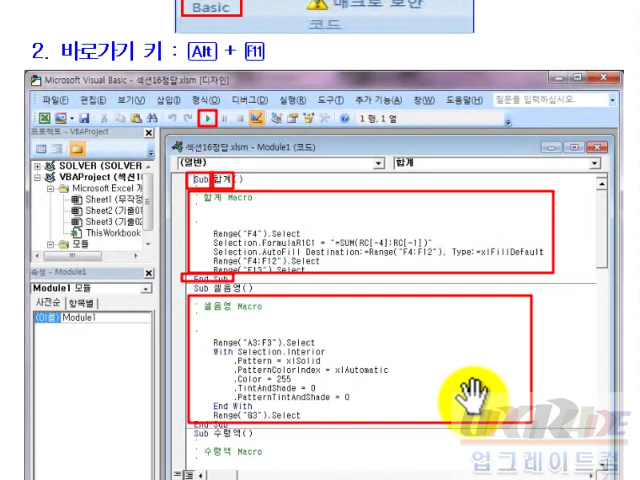 Basic
매크로 보안
코드
2. 바로가기 키 : Alt + F11
Microsoft Visual Basic - 섹션16정답.xlsm [디자인]
파일(F) 편집(E) 보기(V) 삽입(I) 형식(O) 디버그(D) 실행(R) 도구(T) 추가 기능(A) 창(W) 도움말(H) 질문을 입력하십시오.
1 행, 1 열
프로젝트 - VBAProject
SOLVER (SOLVER
VBAProject (섹션1
Microsoft Excel 개
Sheet1 (무작정
Sheet2 (기출01
Sheet3 (기출02
ThisWorkbook
모듈
속성 - Module1
Module1 모듈
사전순 항목별
(이름) Module1
섹션16정답.xlsm - Module1 (코드)
(일반) 합계
Sub 합계()
'
' 합계 Macro
'
'
Range("F4").Select
Selection.FormulaR1C1 = "=SUM(RC[-4]:RC[-1])"
Selection.AutoFill Destination:=Range("F4:F12"), Type:=xlFillDefault
Range("F4:F12").Select
Range("F13").Select
End Sub
Sub 셀음영()
'
' 셀음영 Macro
'
'
Range("A3:F3").Select
With Selection.Interior
.Pattern = xlSolid
.PatternColorIndex = xlAutomatic
.Color = 255
.TintAndShade = 0
.PatternTintAndShade = 0
End With
Range("G3").Select
End Sub
Sub 수령액()
'
' 수령액 Macro
업그레이드컴